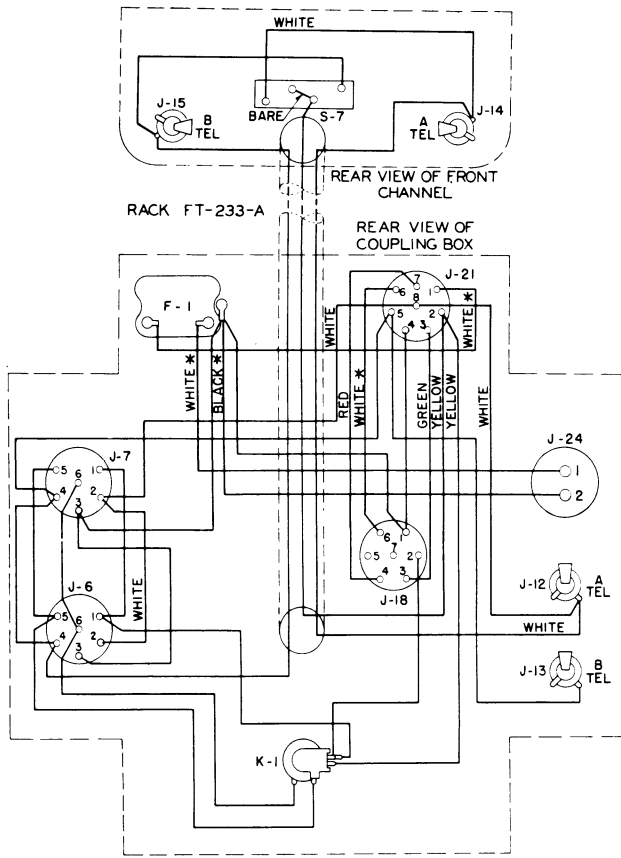 WHITE
J-15
B
TEL
BARE
S-7
A
TEL
J-14
REAR VIEW OF FRONT
CHANNEL
RACK FT-233-A
REAR VIEW OF
COUPLING BOX
F-1
J-21
7
6
1
8
5
2
4
3
WHITE
WHITE *
WHITE *
BLACK *
RED
WHITE *
GREEN
YELLOW
YELLOW
WHITE
J-7
5
1
6
4
2
3
J-24
1
2
6
1
5
7
2
4
3
J-18
J-6
5
1
6
4
2
3
WHITE
J-12
A
TEL
WHITE
J-13
B
TEL
K-1